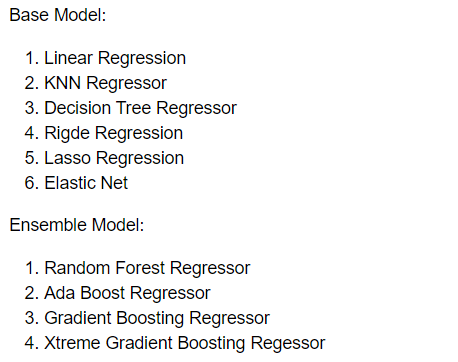 Base Model:
1. Linear Regression
2. KNN Regressor
3. Decision Tree Regressor
4. Rigde Regression
5. Lasso Regression
6. Elastic Net
Ensemble Model:
1. Random Forest Regressor
2. Ada Boost Regressor
3. Gradient Boosting Regressor
4. Xtreme Gradient Boosting Regessor